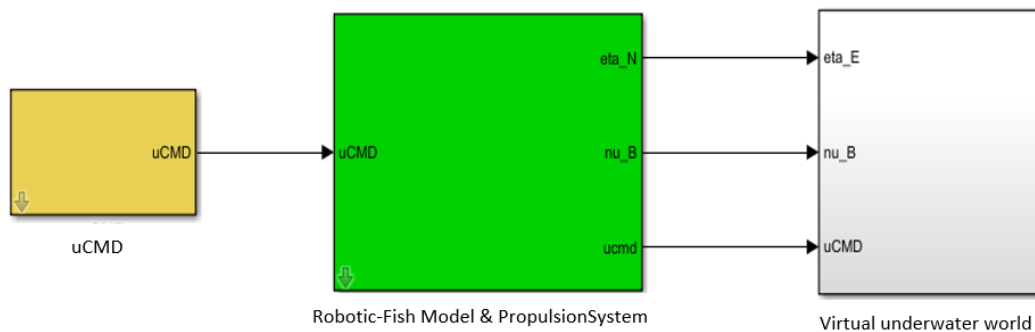 eta_N
eta_E
uCMD
uCMD
nu_B
nu_B
ucmd
uCMD
uCMD
Robotic-Fish Model & PropulsionSystem
Virtual underwater world